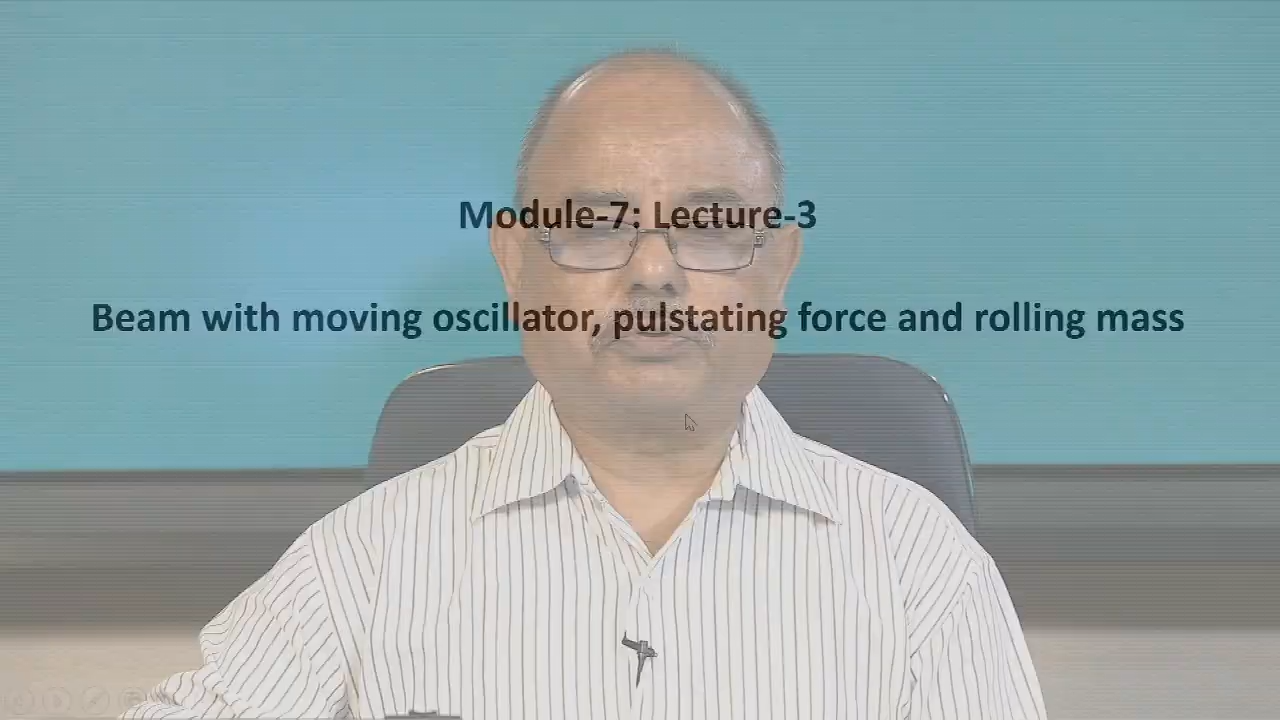 Module-7: Lecture-3
Beam with moving oscillator, pulstating force and rolling mass